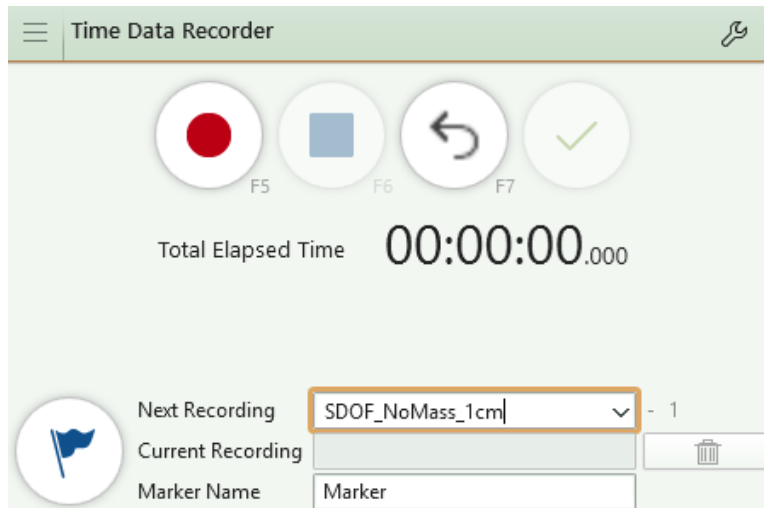 Time Data Recorder
F5 F6 F7
Total Elapsed Time 00:00:00.000
Next Recording SDOF_NoMass_1cm - 1
Current Recording
Marker Name Marker